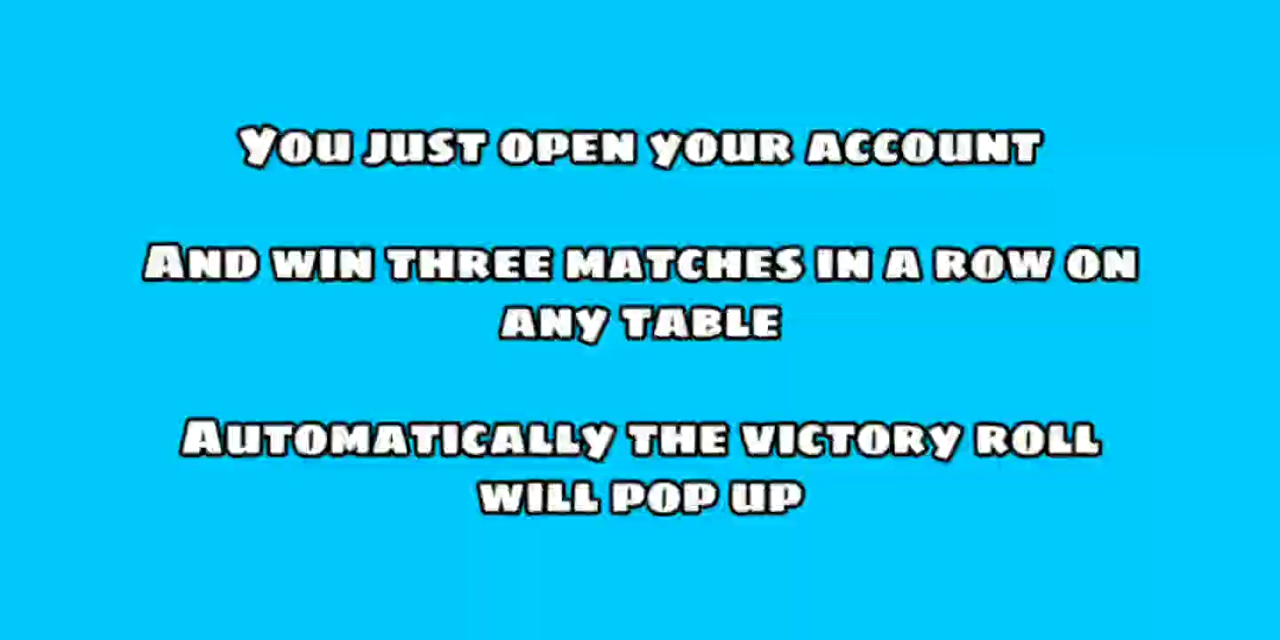 You just open your account
And win three matches in a row on
any table
Automatically the victory roll
will pop up